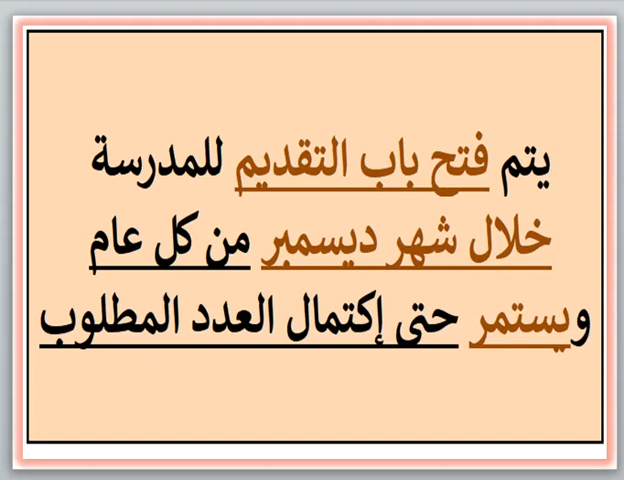 يتم فتح باب التقديم للمدرسة
خلال شهر ديسمبر من كل عام
ويستمر حتى إكتمال العدد المطلوب